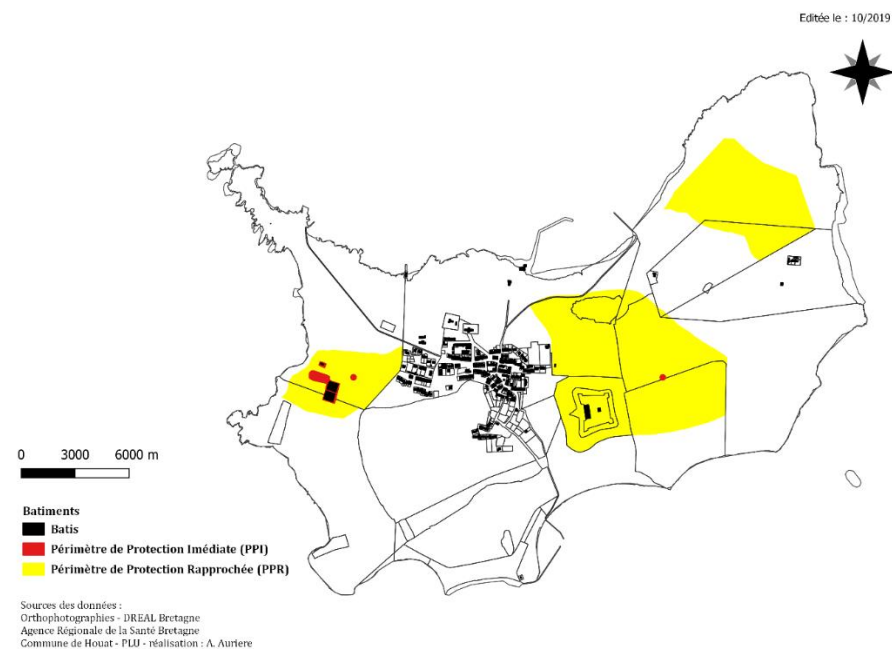 Editée le : 10/2019
0 3000 6000 m
Batiments
Batis
Périmètre de Protection Imédiate (PPI)
Périmètre de Protection Rapprochée (PPR)
Sources des données :
Orthophotographies - DREAL Bretagne
Agence Régionale de la Santé Bretagne
Commune de Houat - PLU - réalisation : A. Auriere